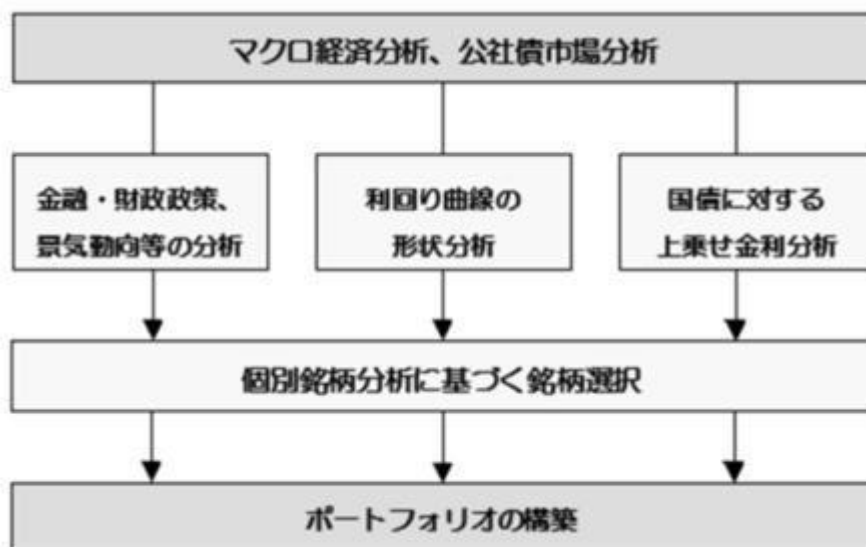 マクロ経済分析、公社債市場分析
金融・財政政策、
景気動向等の分析
利回り曲線の
形状分析
国債に対する
上乗せ金利分析
個別銘柄分析に基づく銘柄選択
ポートフォリオの構築